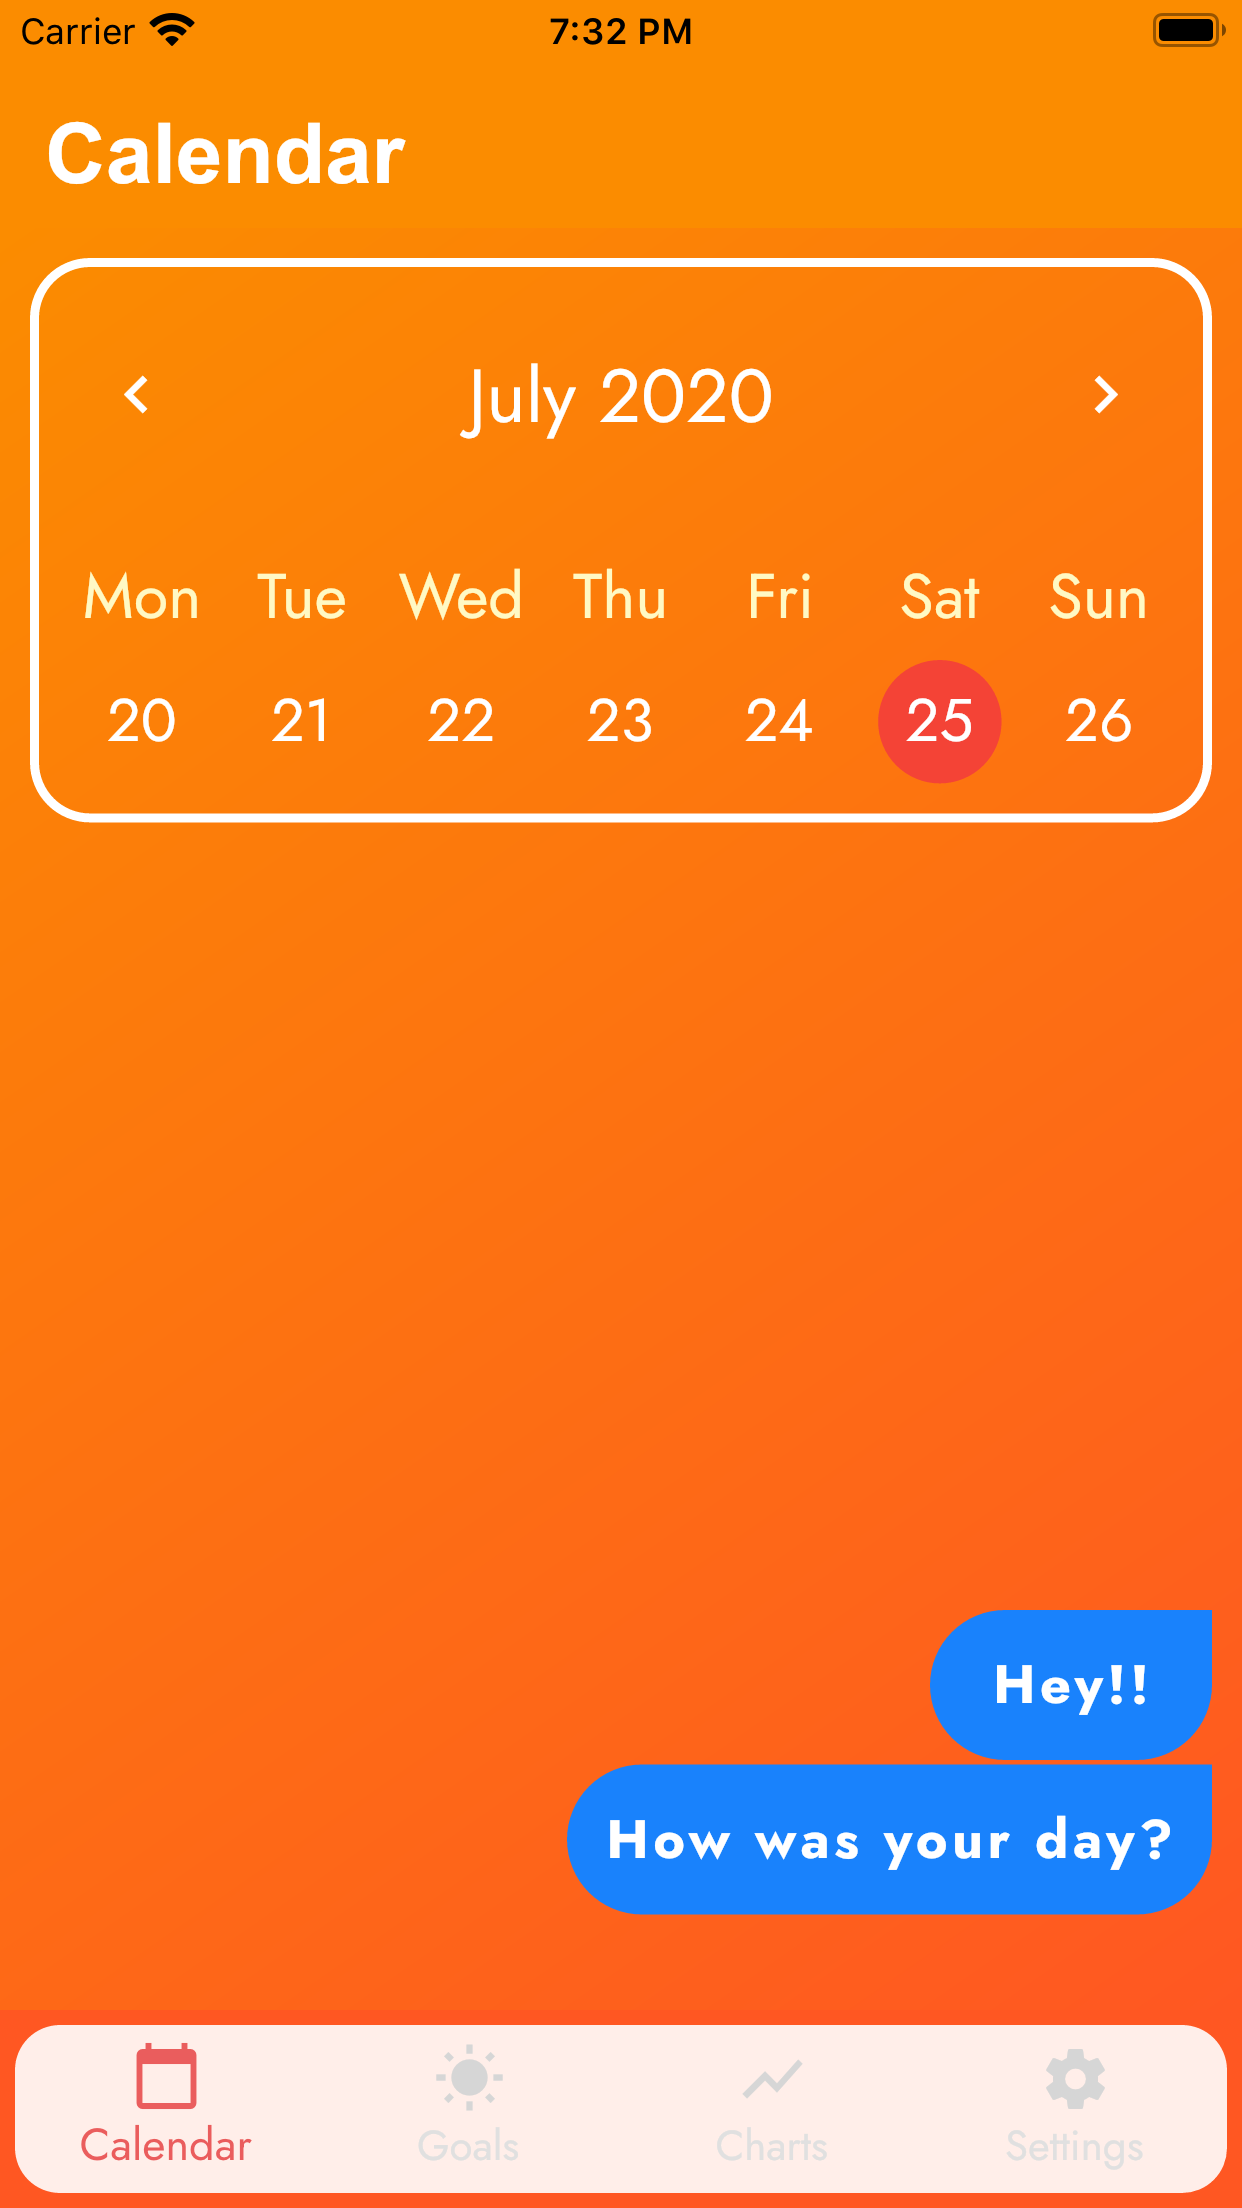 Carrier 7:32 PM
Calendar
July 2020
Mon Tue Wed Thu Fri Sat Sun
20 21 22 23 24 25 26
Hey!!
How was your day?
Calendar Goals Charts Settings